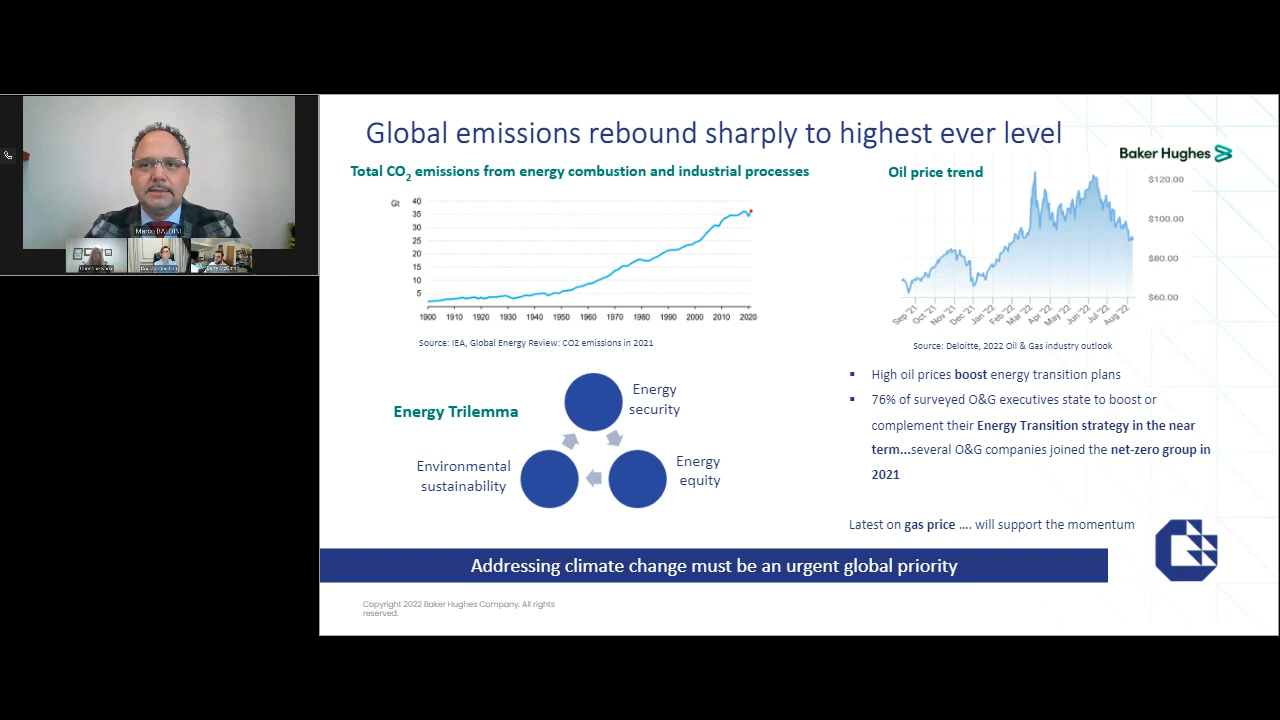 Global emissions rebound sharply to highest ever level
Baker Hughes
Total CO2 emissions from energy combustion and industrial processes
Gt
40
35
30
25
20
15
10
5
1900 1910 1920 1930 1940 1950 1960 1970 1980 1990 2000 2010 2020
Source: IEA, Global Energy Review: CO2 emissions in 2021
Oil price trend
$120.00
$100.00
$80.00
$60.00
Sep '21 Oct '21 Nov '21 Dec '21 Jan '22 Feb '22 Mar '22 Apr '22 May '22 Jun '22 Jul '22 Aug '22
Source: Deloitte, 2022 Oil & Gas industry outlook
Energy Trilemma
Energy
security
Energy
equity
Environmental
sustainability
▪ High oil prices boost energy transition plans
▪ 76% of surveyed O&G executives state to boost or
complement their Energy Transition strategy in the near
term...several O&G companies joined the net-zero group in
2021
Latest on gas price .... will support the momentum
Addressing climate change must be an urgent global priority
Copyright 2022 Baker Hughes Company. All rights
reserved.
Marco BALDINI